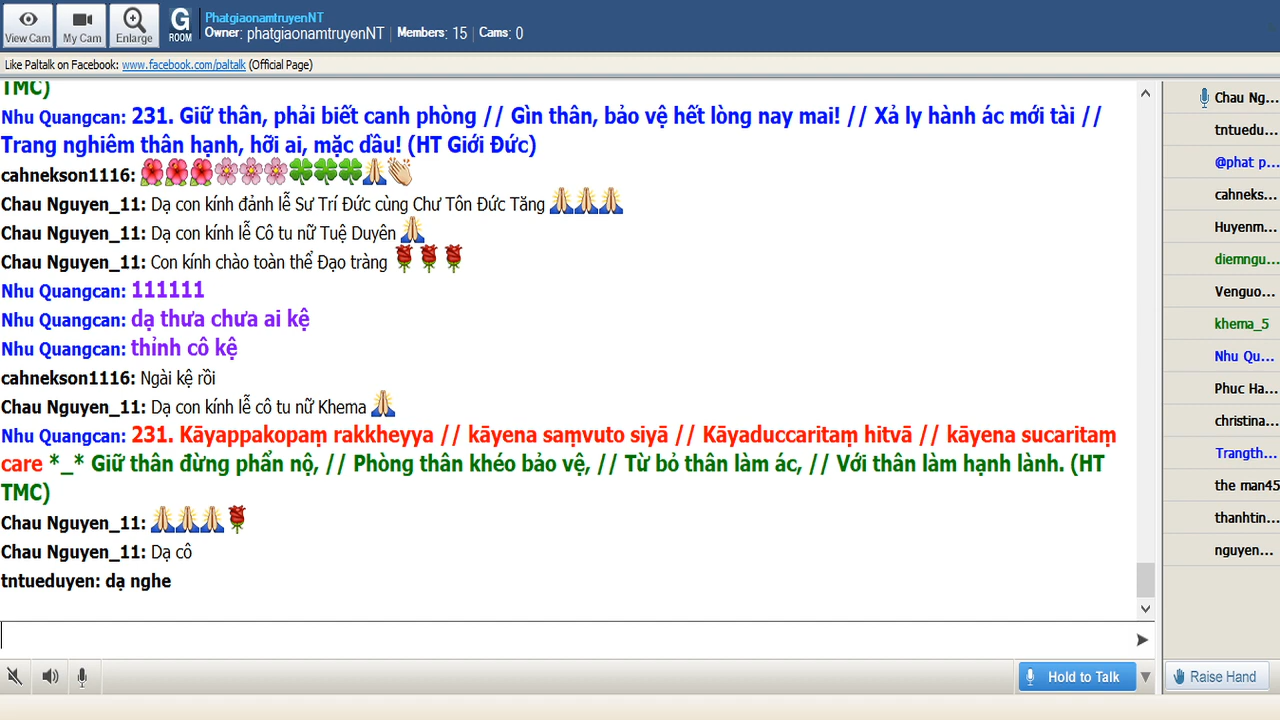 PhatgiaonamtruyenNT
Owner: phatgiaonamtruyenNT | Members: 15 | Cams: 0
View Cam
My Cam
Enlarge
G
ROOM
Like Paltalk on Facebook: www.facebook.com/paltalk (Official Page)
TMC)
Nhu Quangcan: 231. Giữ thân, phải biết canh phòng // Gìn thân, bảo vệ hết lòng nay mai! // Xả ly hành ác mới tài //
Trang nghiêm thân hạnh, hỡi ai, mặc dầu! (HT Giới Đức)
cahnekson1116: 🌺🌺🌺🌸🌸🌸🍀🍀🍀🙏👏
Chau Nguyen_11: Dạ con kính đảnh lễ Sư Trí Đức cùng Chư Tôn Đức Tăng 🙏🙏🙏
Chau Nguyen_11: Dạ con kính lễ Cô tu nữ Tuệ Duyên 🙏
Chau Nguyen_11: Con kính chào toàn thể Đạo tràng 🌹🌹🌹
Nhu Quangcan: 111111
Nhu Quangcan: dạ thưa chưa ai kệ
Nhu Quangcan: thỉnh cô kệ
cahnekson1116: Ngài kệ rồi
Chau Nguyen_11: Dạ con kính lễ cô tu nữ Khema 🙏
Nhu Quangcan: 231. Kāyappakopaṃ rakkheyya // kāyena saṃvuto siyā // Kāyaduccaritaṃ hitvā // kāyena sucaritaṃ
care *_* Giữ thân đừng phẩn nộ, // Phòng thân khéo bảo vệ, // Từ bỏ thân làm ác, // Với thân làm hạnh lành. (HT
TMC)
Chau Nguyen_11: 🙏🙏🙏🌹
Chau Nguyen_11: Dạ cô
tntueduyen: dạ nghe
Chau Ng...
tntuedu...
@phat p...
cahneks...
Huyenm...
diemngu...
Venguo...
khema_5
Nhu Qu...
Phuc Ha...
christina...
Trangth...
the man45
thanhtin...
nguyen...
Hold to Talk
Raise Hand